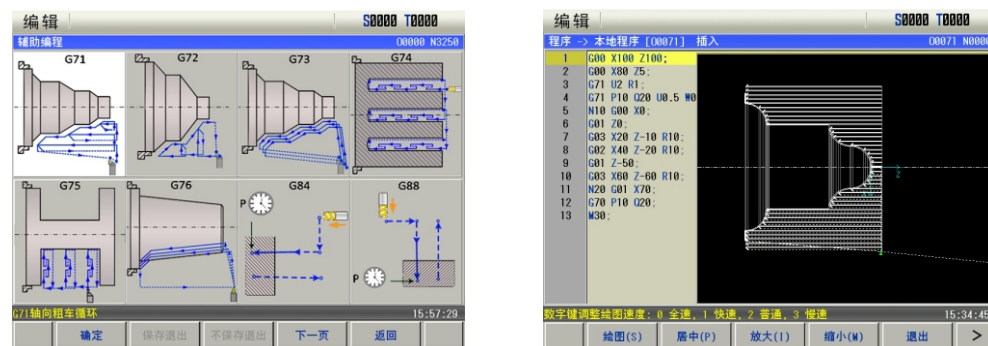 编辑
S0000 T0000
辅助编程
O0000 N3250
G71
G72
G73
G74
G75
G76
G84
G88
P
P
G71轴向粗车循环
15:57:29
确定
保存退出
不保存退出
下一页
返回
编辑
S0000 T0000
程序 -> 本地程序 [O0071] 插入
O0071 N0000
1 G00 X100 Z100;
2 G00 X80 Z5;
3 G71 U2 R1;
4 G71 P10 Q20 U0.5 W0
5 N10 G00 X0;
6 G01 Z0;
7 G03 X20 Z-10 R10;
8 G02 X40 Z-20 R10;
9 G01 Z-50;
10 G03 X60 Z-60 R10;
11 N20 G01 X70;
12 G70 P10 Q20;
13 M30;
Z
数字键调整绘图速度: 0 全速, 1 快速, 2 普通, 3 慢速
15:34:45
绘图(S)
居中(P)
放大(I)
缩小(M)
退出
>